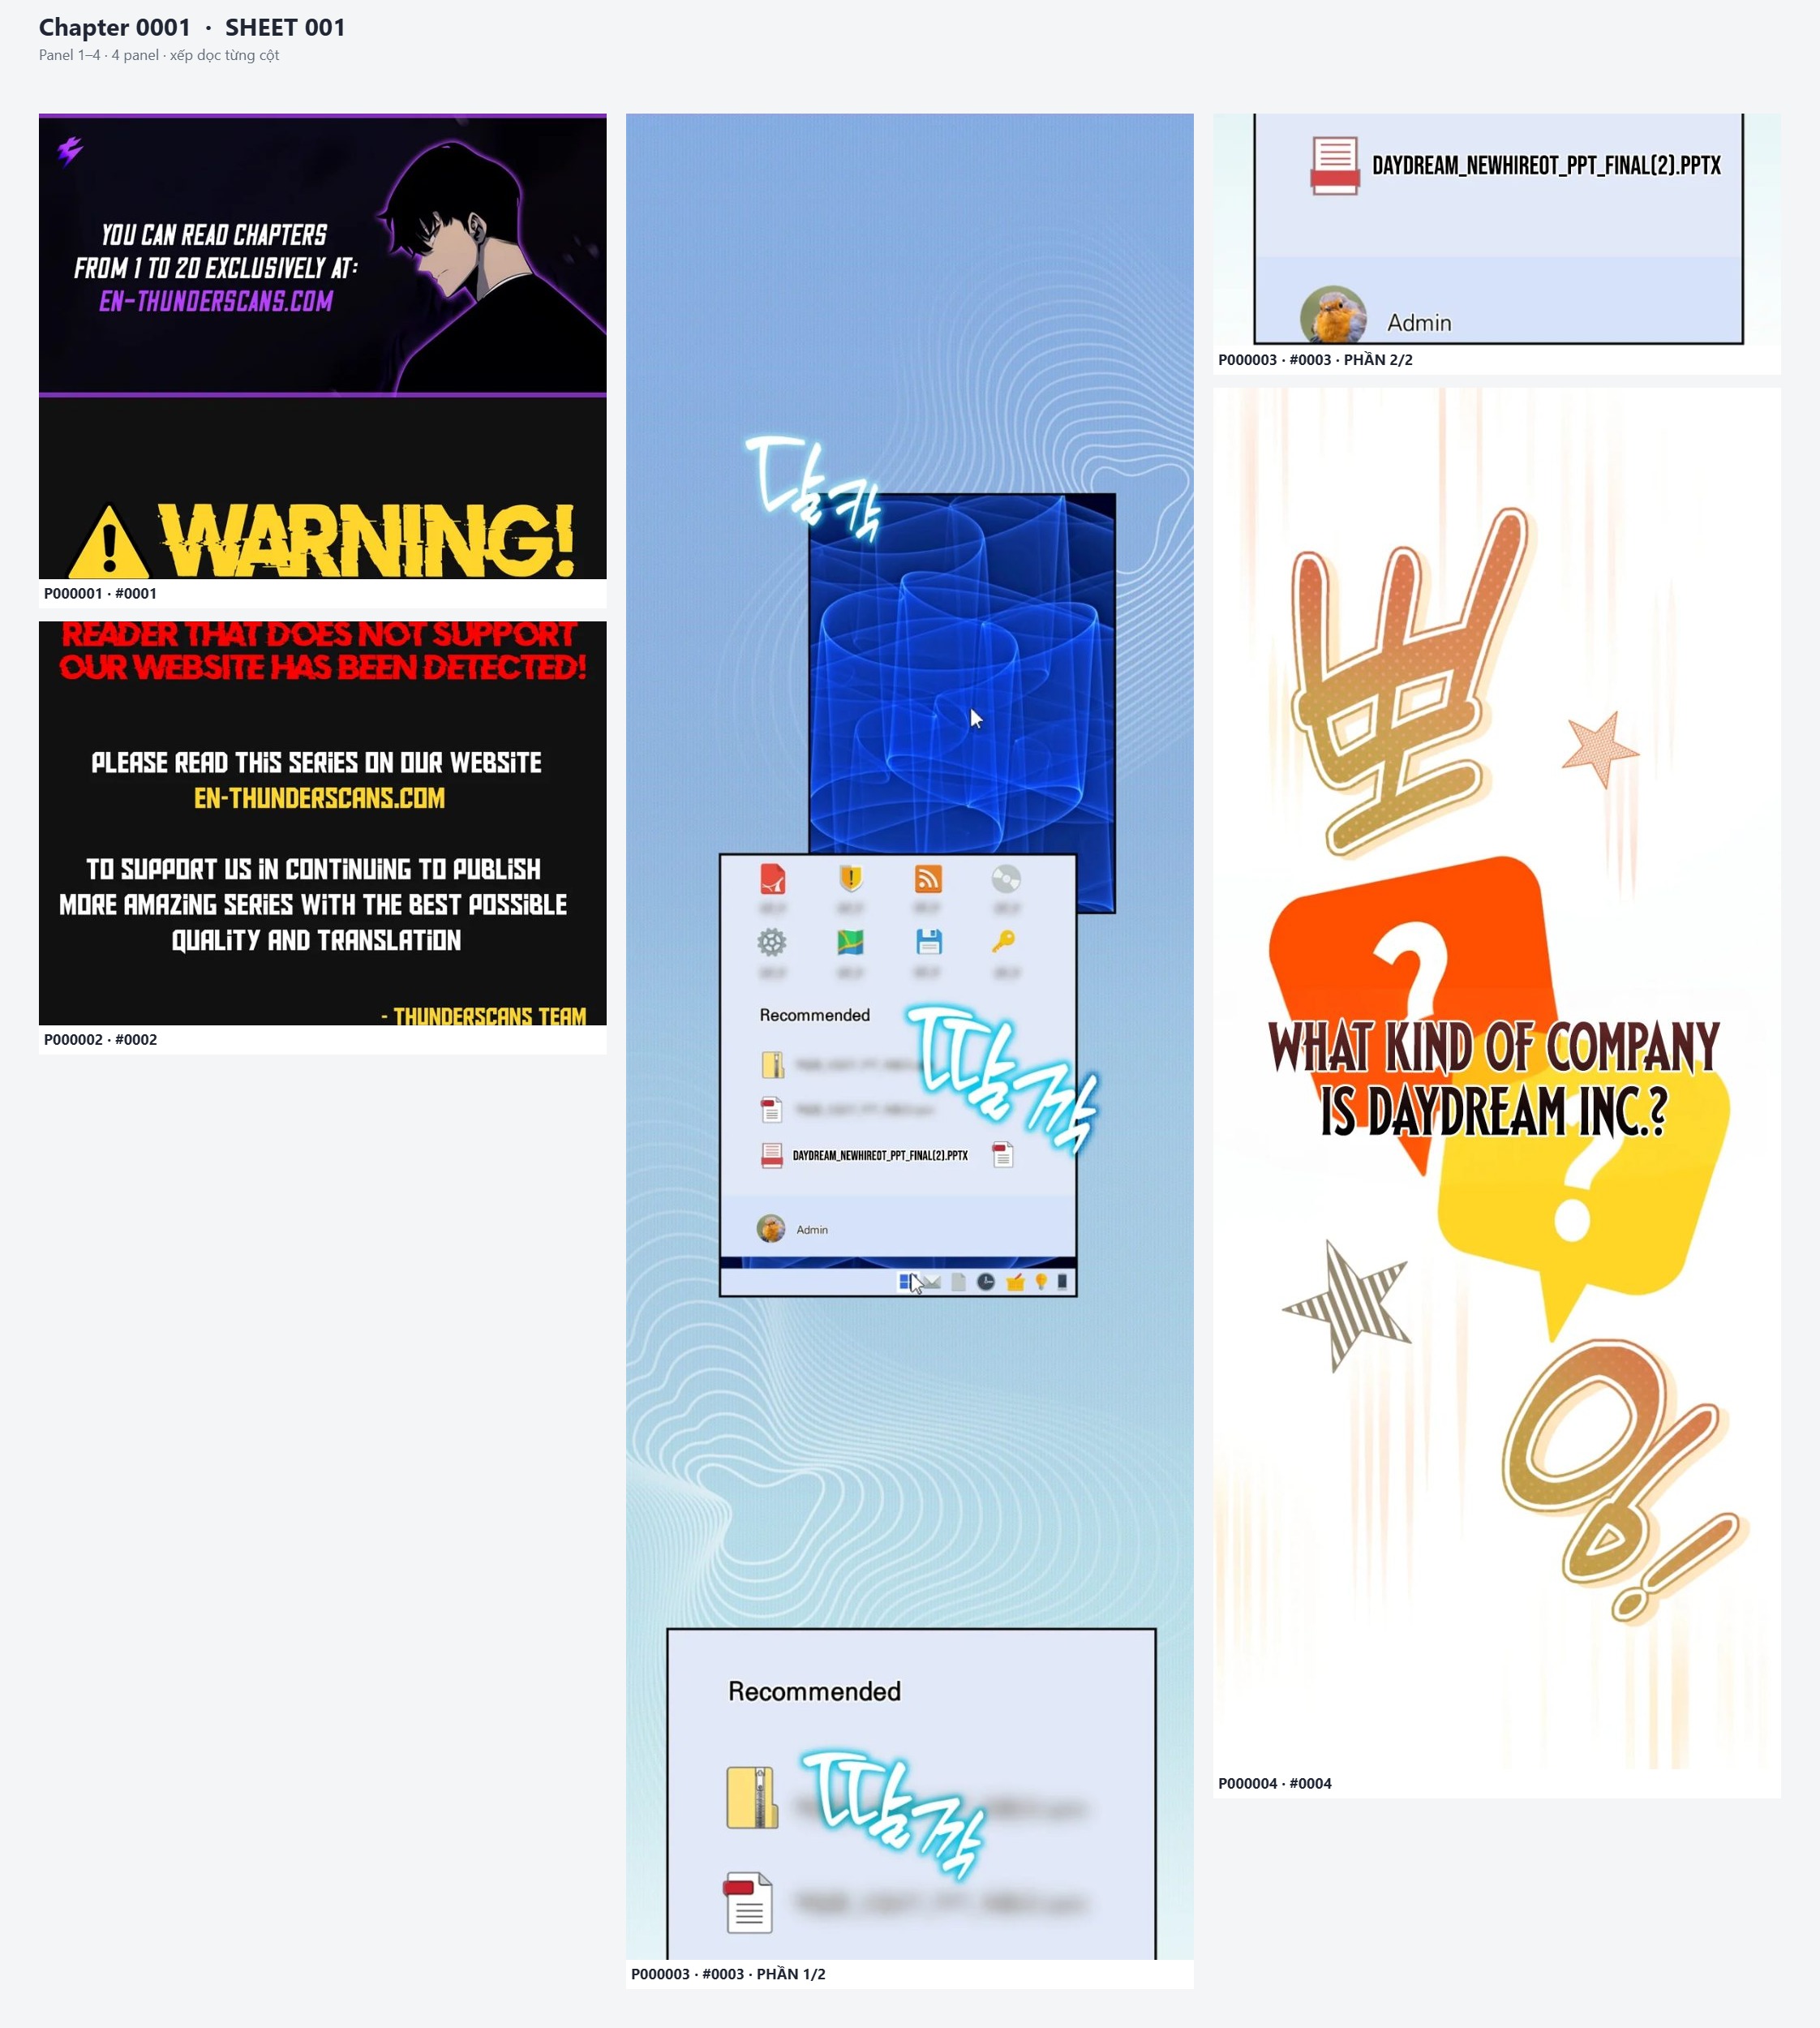 Chapter 0001 · SHEET 001
Panel 1–4 · 4 panel · xếp dọc từng cột
YOU CAN READ CHAPTERS
FROM 1 TO 20 EXCLUSIVELY AT:
EN-THUNDERSCANS.COM
WARNING!
P000001 · #0001
READER THAT DOES NOT SUPPORT
OUR WEBSITE HAS BEEN DETECTED!
PLEASE READ THIS SERIES ON OUR WEBSITE
EN-THUNDERSCANS.COM
TO SUPPORT US IN CONTINUING TO PUBLISH
MORE AMAZING SERIES WITH THE BEST POSSIBLE
QUALITY AND TRANSLATION
- THUNDERSCANS TEAM
P000002 · #0002
달칵
Recommended
딸깍
DAYDREAM_NEWHIREOT_PPT_FINAL(2).PPTX
Admin
Recommended
딸깍
P000003 · #0003 · PHẦN 1/2
DAYDREAM_NEWHIREOT_PPT_FINAL(2).PPTX
Admin
P000003 · #0003 · PHẦN 2/2
뾰
?
WHAT KIND OF COMPANY
IS DAYDREAM INC.?
?
잉!
P000004 · #0004